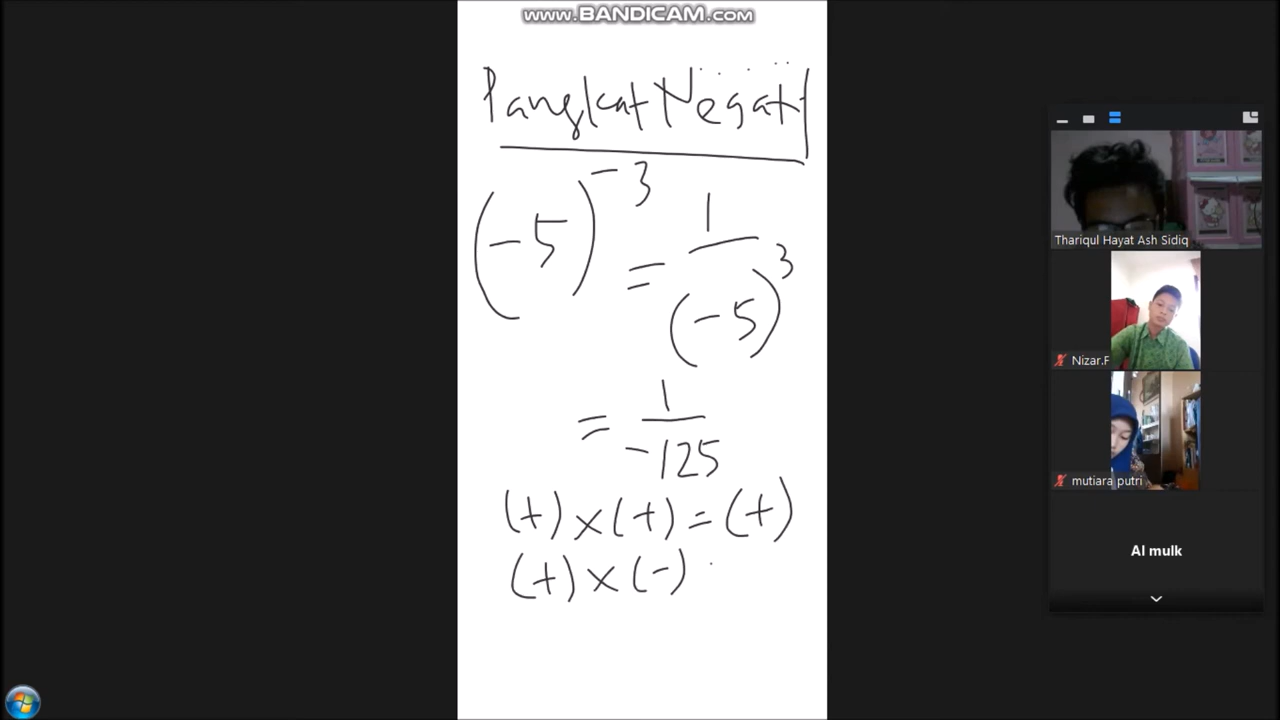 www.BANDICAM.com
Pangkat Negatif
(-5)⁻³ = 1/(-5)³
= 1/-125
(+) × (+) = (+)
(+) × (-)
Thariqul Hayat Ash Sidiq
Nizar.F
mutiara putri
Al mulk